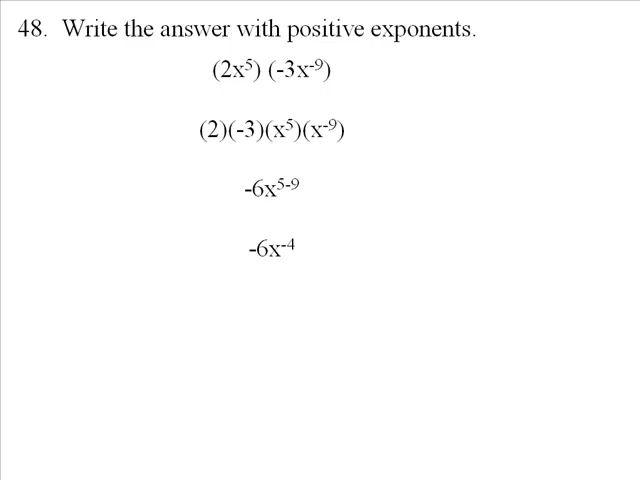 48. Write the answer with positive exponents.
(2x⁵) (-3x⁻⁹)
(2)(-3)(x⁵)(x⁻⁹)
-6x⁵⁻⁹
-6x⁻⁴